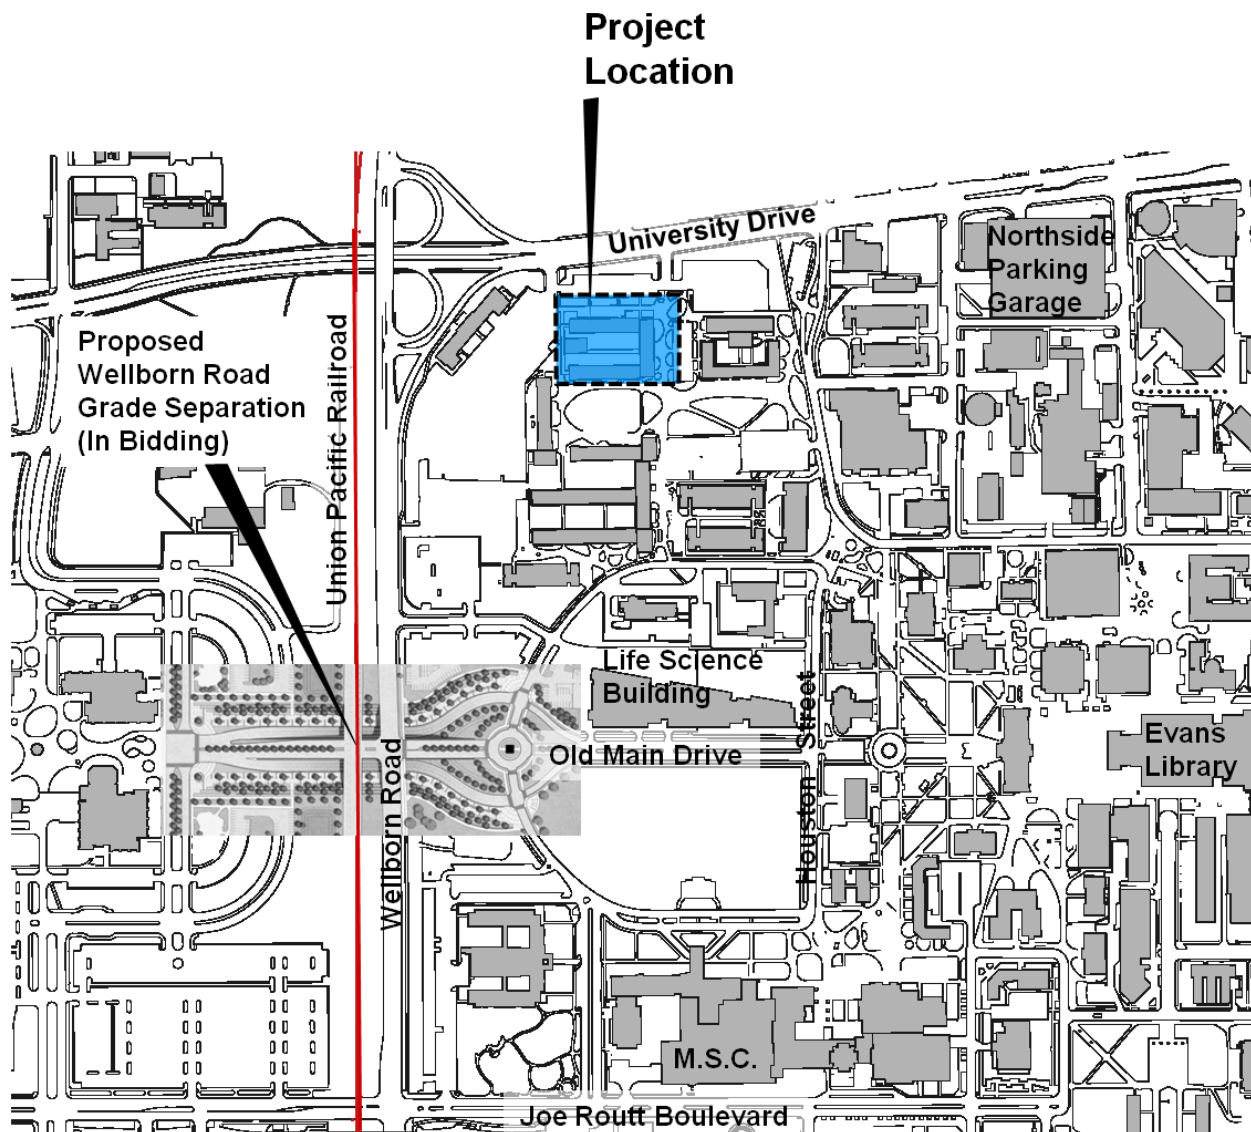 Project
Location
University Drive
Northside
Parking
Garage
Proposed
Wellborn Road
Grade Separation
(In Bidding)
Union Pacific Railroad
Life Science
Building
Old Main Drive
Houston Street
Evans
Library
Wellborn Road
M.S.C.
Joe Routt Boulevard